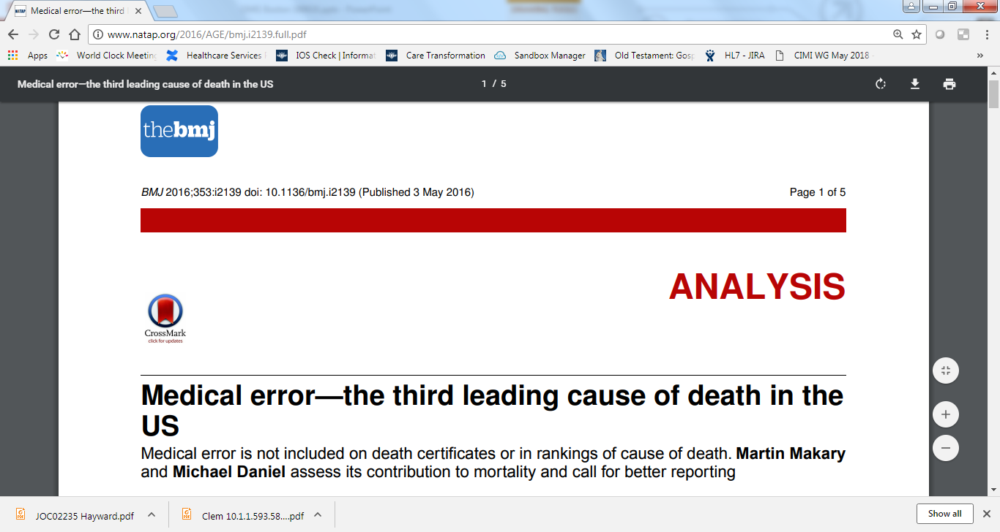 Medical error—the third
www.natap.org/2016/AGE/bmj.i2139.full.pdf
Apps World Clock Meeting Healthcare Services IOS Check | Informat Care Transformation Sandbox Manager Old Testament: Gosp HL7 - JIRA CIMI WG May 2018 »
Medical error—the third leading cause of death in the US 1 / 5
thebmj
BMJ 2016;353:i2139 doi: 10.1136/bmj.i2139 (Published 3 May 2016) Page 1 of 5
ANALYSIS
CrossMark
click for updates
Medical error—the third leading cause of death in the
US
Medical error is not included on death certificates or in rankings of cause of death. Martin Makary
and Michael Daniel assess its contribution to mortality and call for better reporting
JOC02235 Hayward.pdf Clem 10.1.1.593.58....pdf Show all